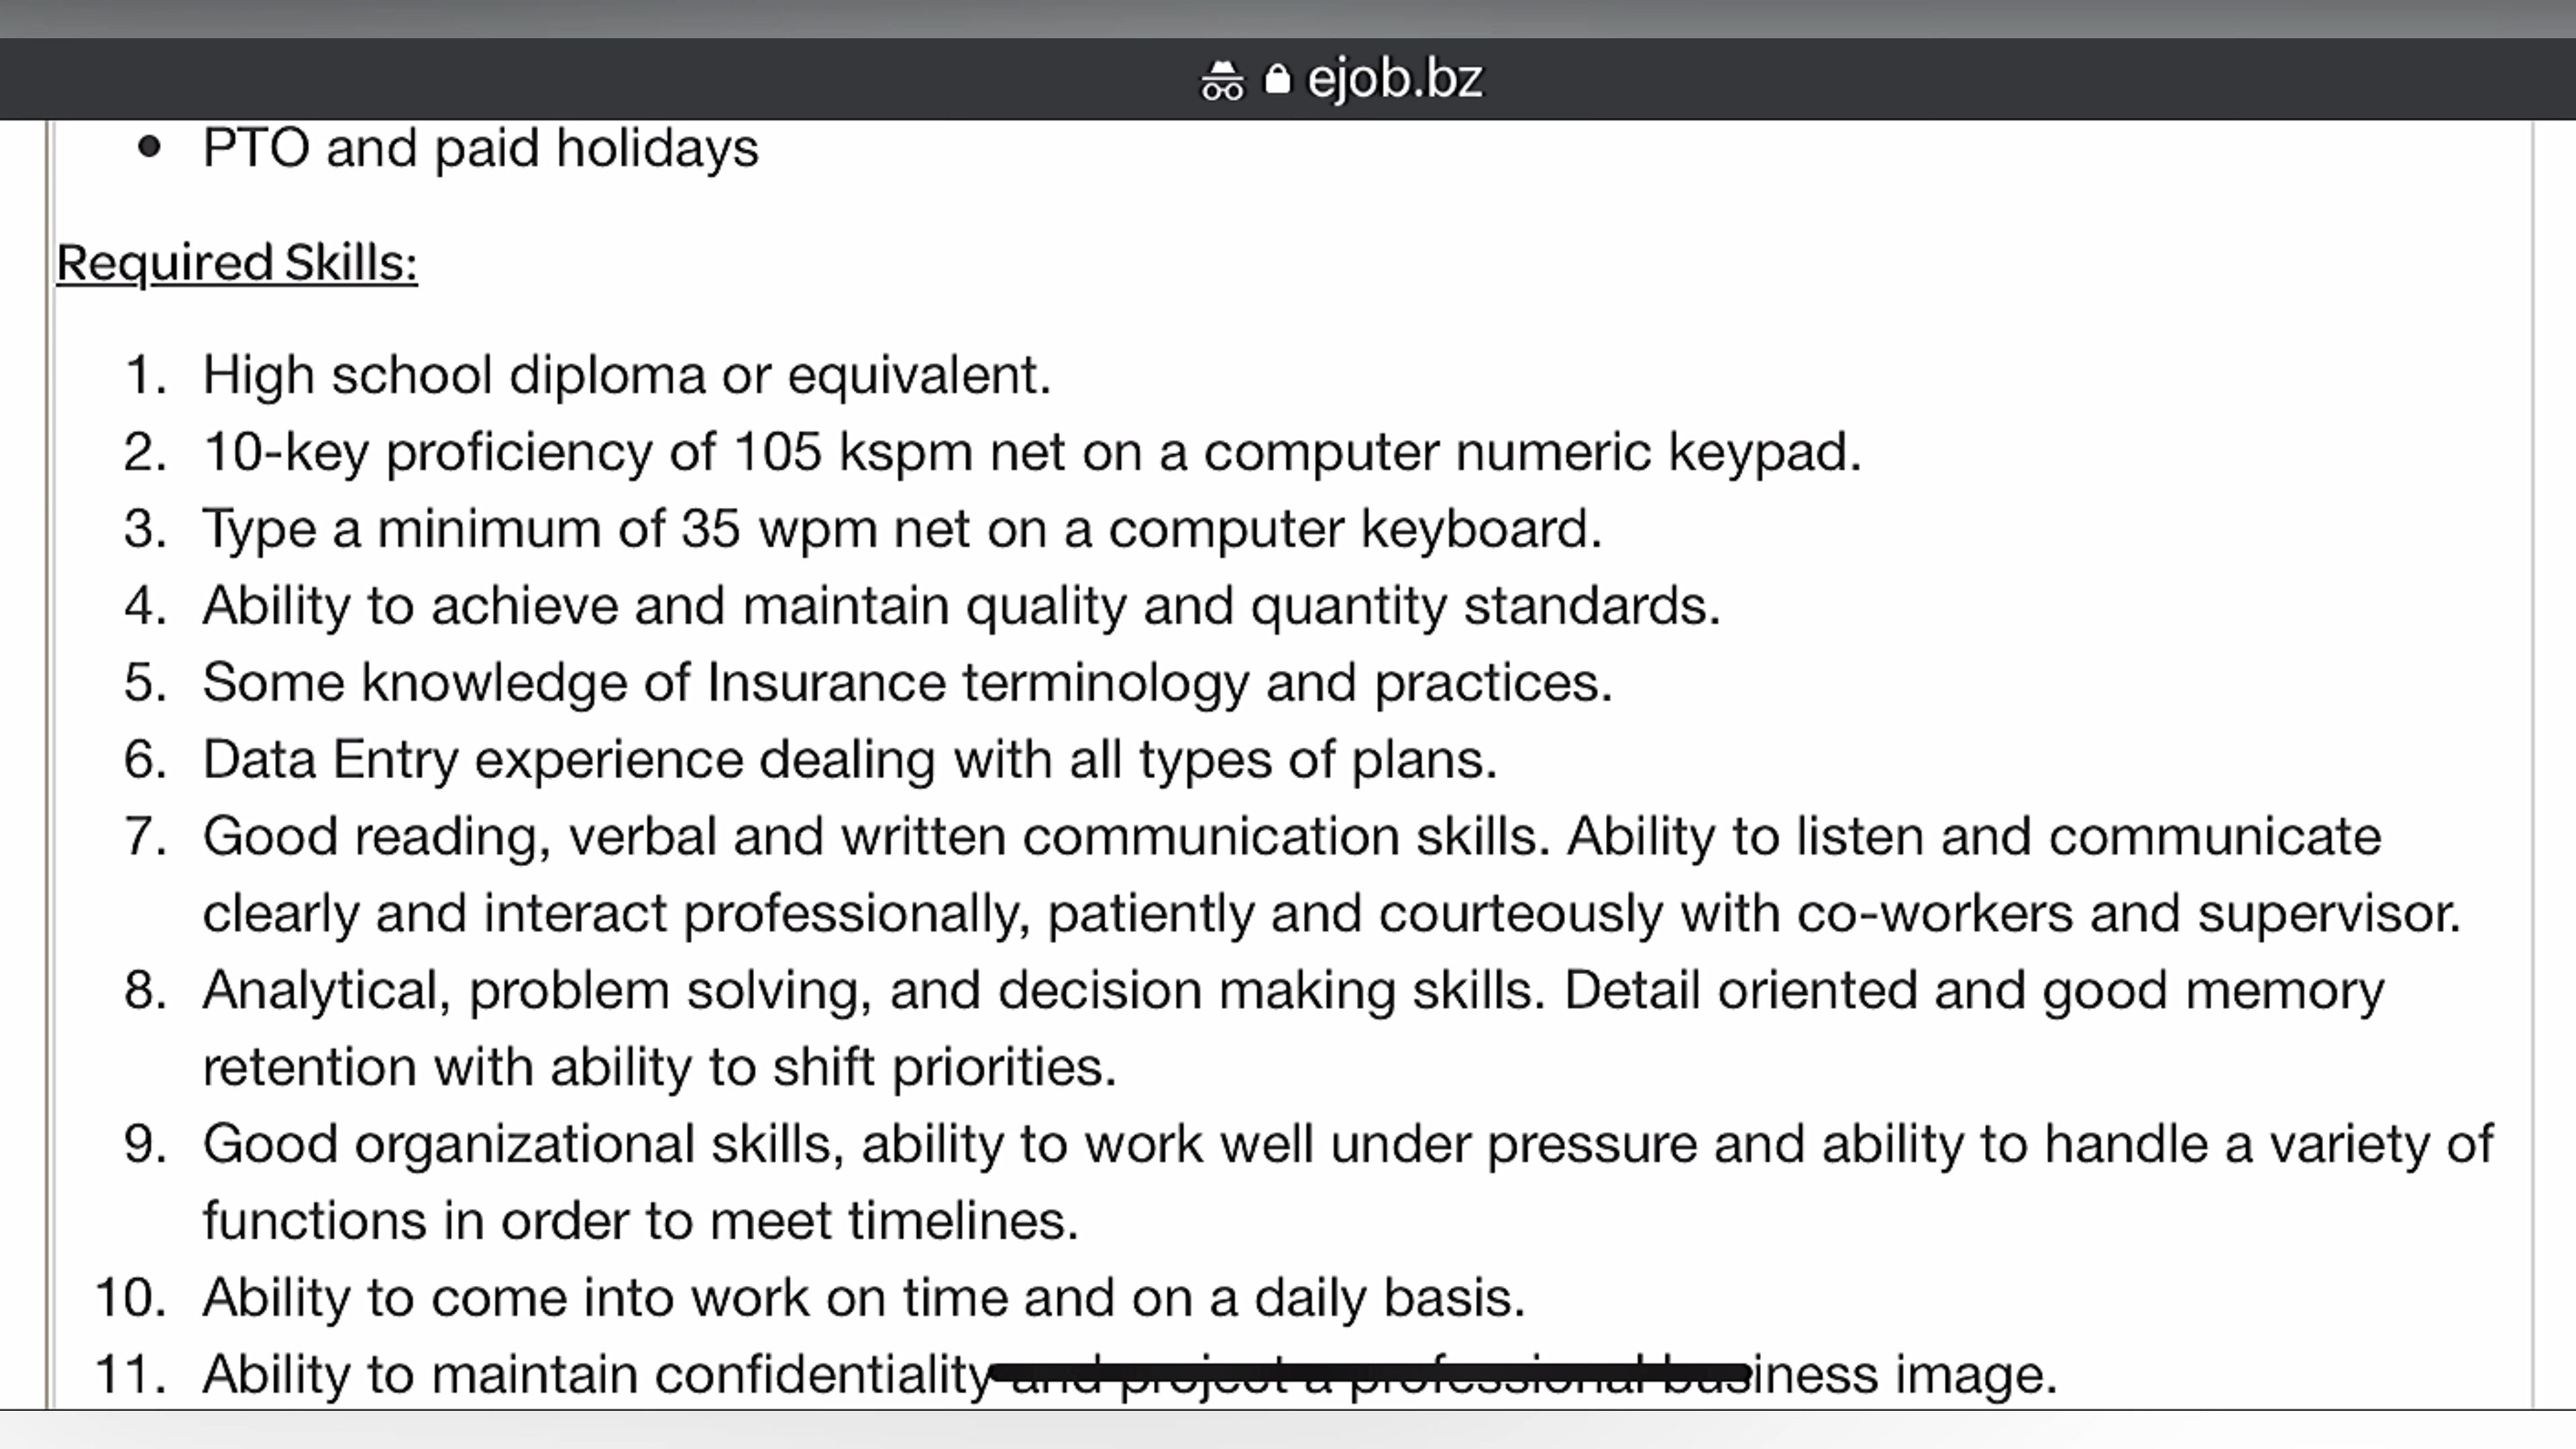 ejob.bz
• PTO and paid holidays
Required Skills:
1. High school diploma or equivalent.
2. 10-key proficiency of 105 kspm net on a computer numeric keypad.
3. Type a minimum of 35 wpm net on a computer keyboard.
4. Ability to achieve and maintain quality and quantity standards.
5. Some knowledge of Insurance terminology and practices.
6. Data Entry experience dealing with all types of plans.
7. Good reading, verbal and written communication skills. Ability to listen and communicate
clearly and interact professionally, patiently and courteously with co-workers and supervisor.
8. Analytical, problem solving, and decision making skills. Detail oriented and good memory
retention with ability to shift priorities.
9. Good organizational skills, ability to work well under pressure and ability to handle a variety of
functions in order to meet timelines.
10. Ability to come into work on time and on a daily basis.
11. Ability to maintain confidentiality and project a professional business image.